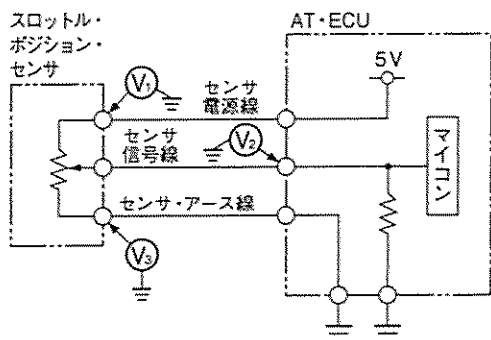 スロットル・
ポジション・
センサ
AT・ECU
5V
V₁
センサ
電源線
センサ
信号線
V₂
マイコン
センサ・アース線
V₃